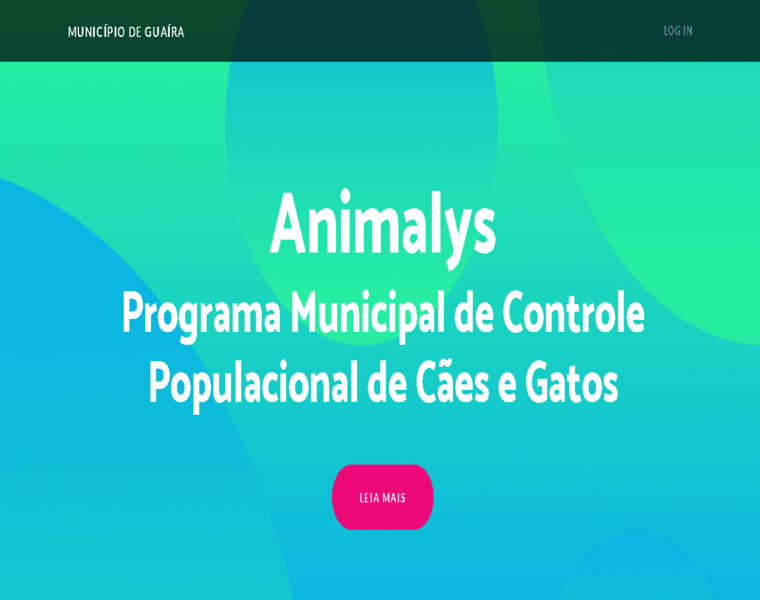 MUNICÍPIO DE GUAÍRA
LOG IN
Animalys
Programa Municipal de Controle
Populacional de Cães e Gatos
LEIA MAIS